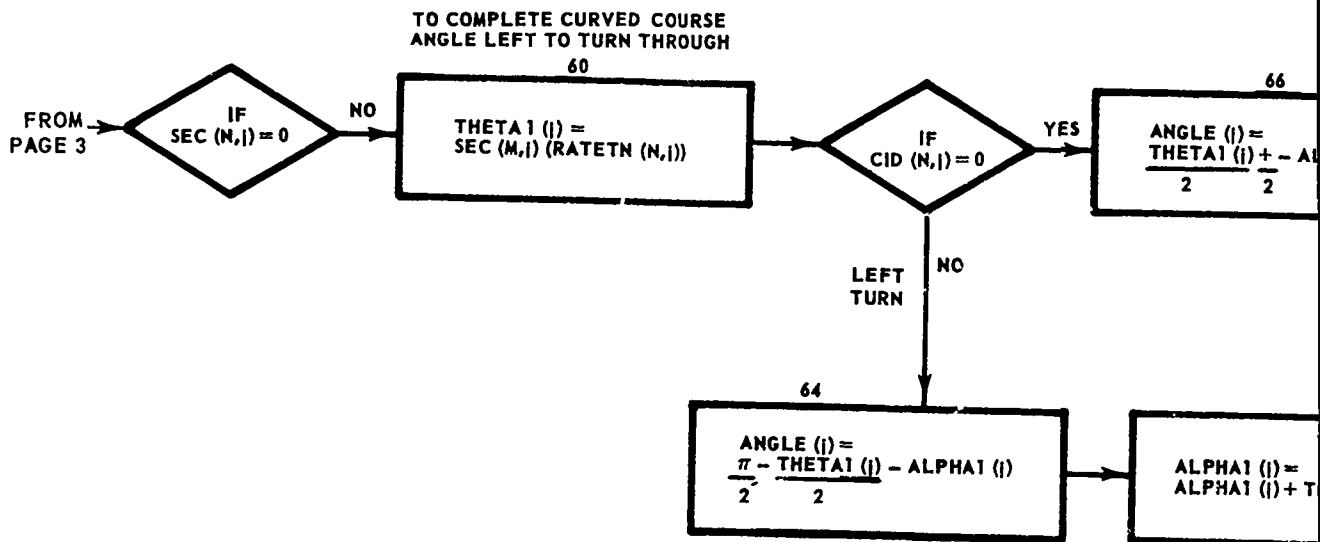 TO COMPLETE CURVED COURSE
ANGLE LEFT TO TURN THROUGH
FROM
PAGE 3
IF
SEC (N,j) = 0
NO
60
THETA1 (j) =
SEC (M,j) (RATETN (N,j))
IF
CID (N,j) = 0
YES
66
ANGLE (j) =
THETA1 (j) + - AL
2 2
LEFT
TURN
NO
64
ANGLE (j) =
π - THETA1 (j) - ALPHA1 (j)
2 2
ALPHA1 (j) =
ALPHA1 (j) + T